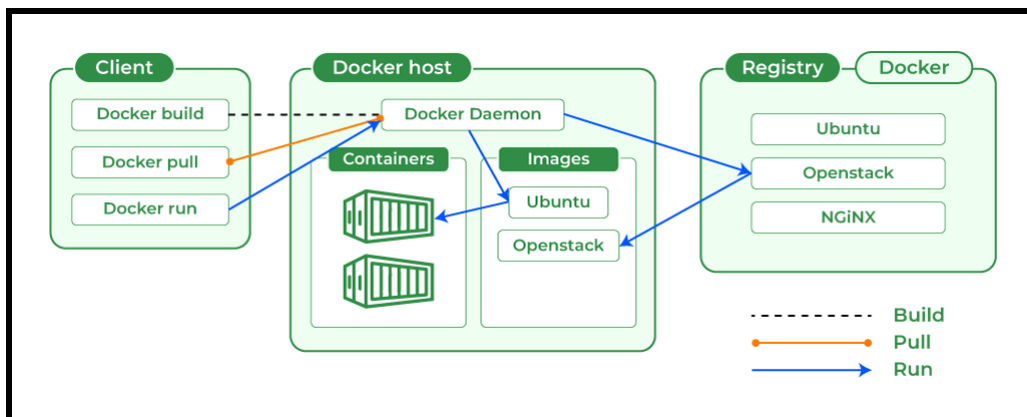 Client
Docker build
Docker pull
Docker run
Docker host
Docker Daemon
Containers
Images
Ubuntu
Openstack
Registry
Docker
Ubuntu
Openstack
NGiNX
Build
Pull
Run